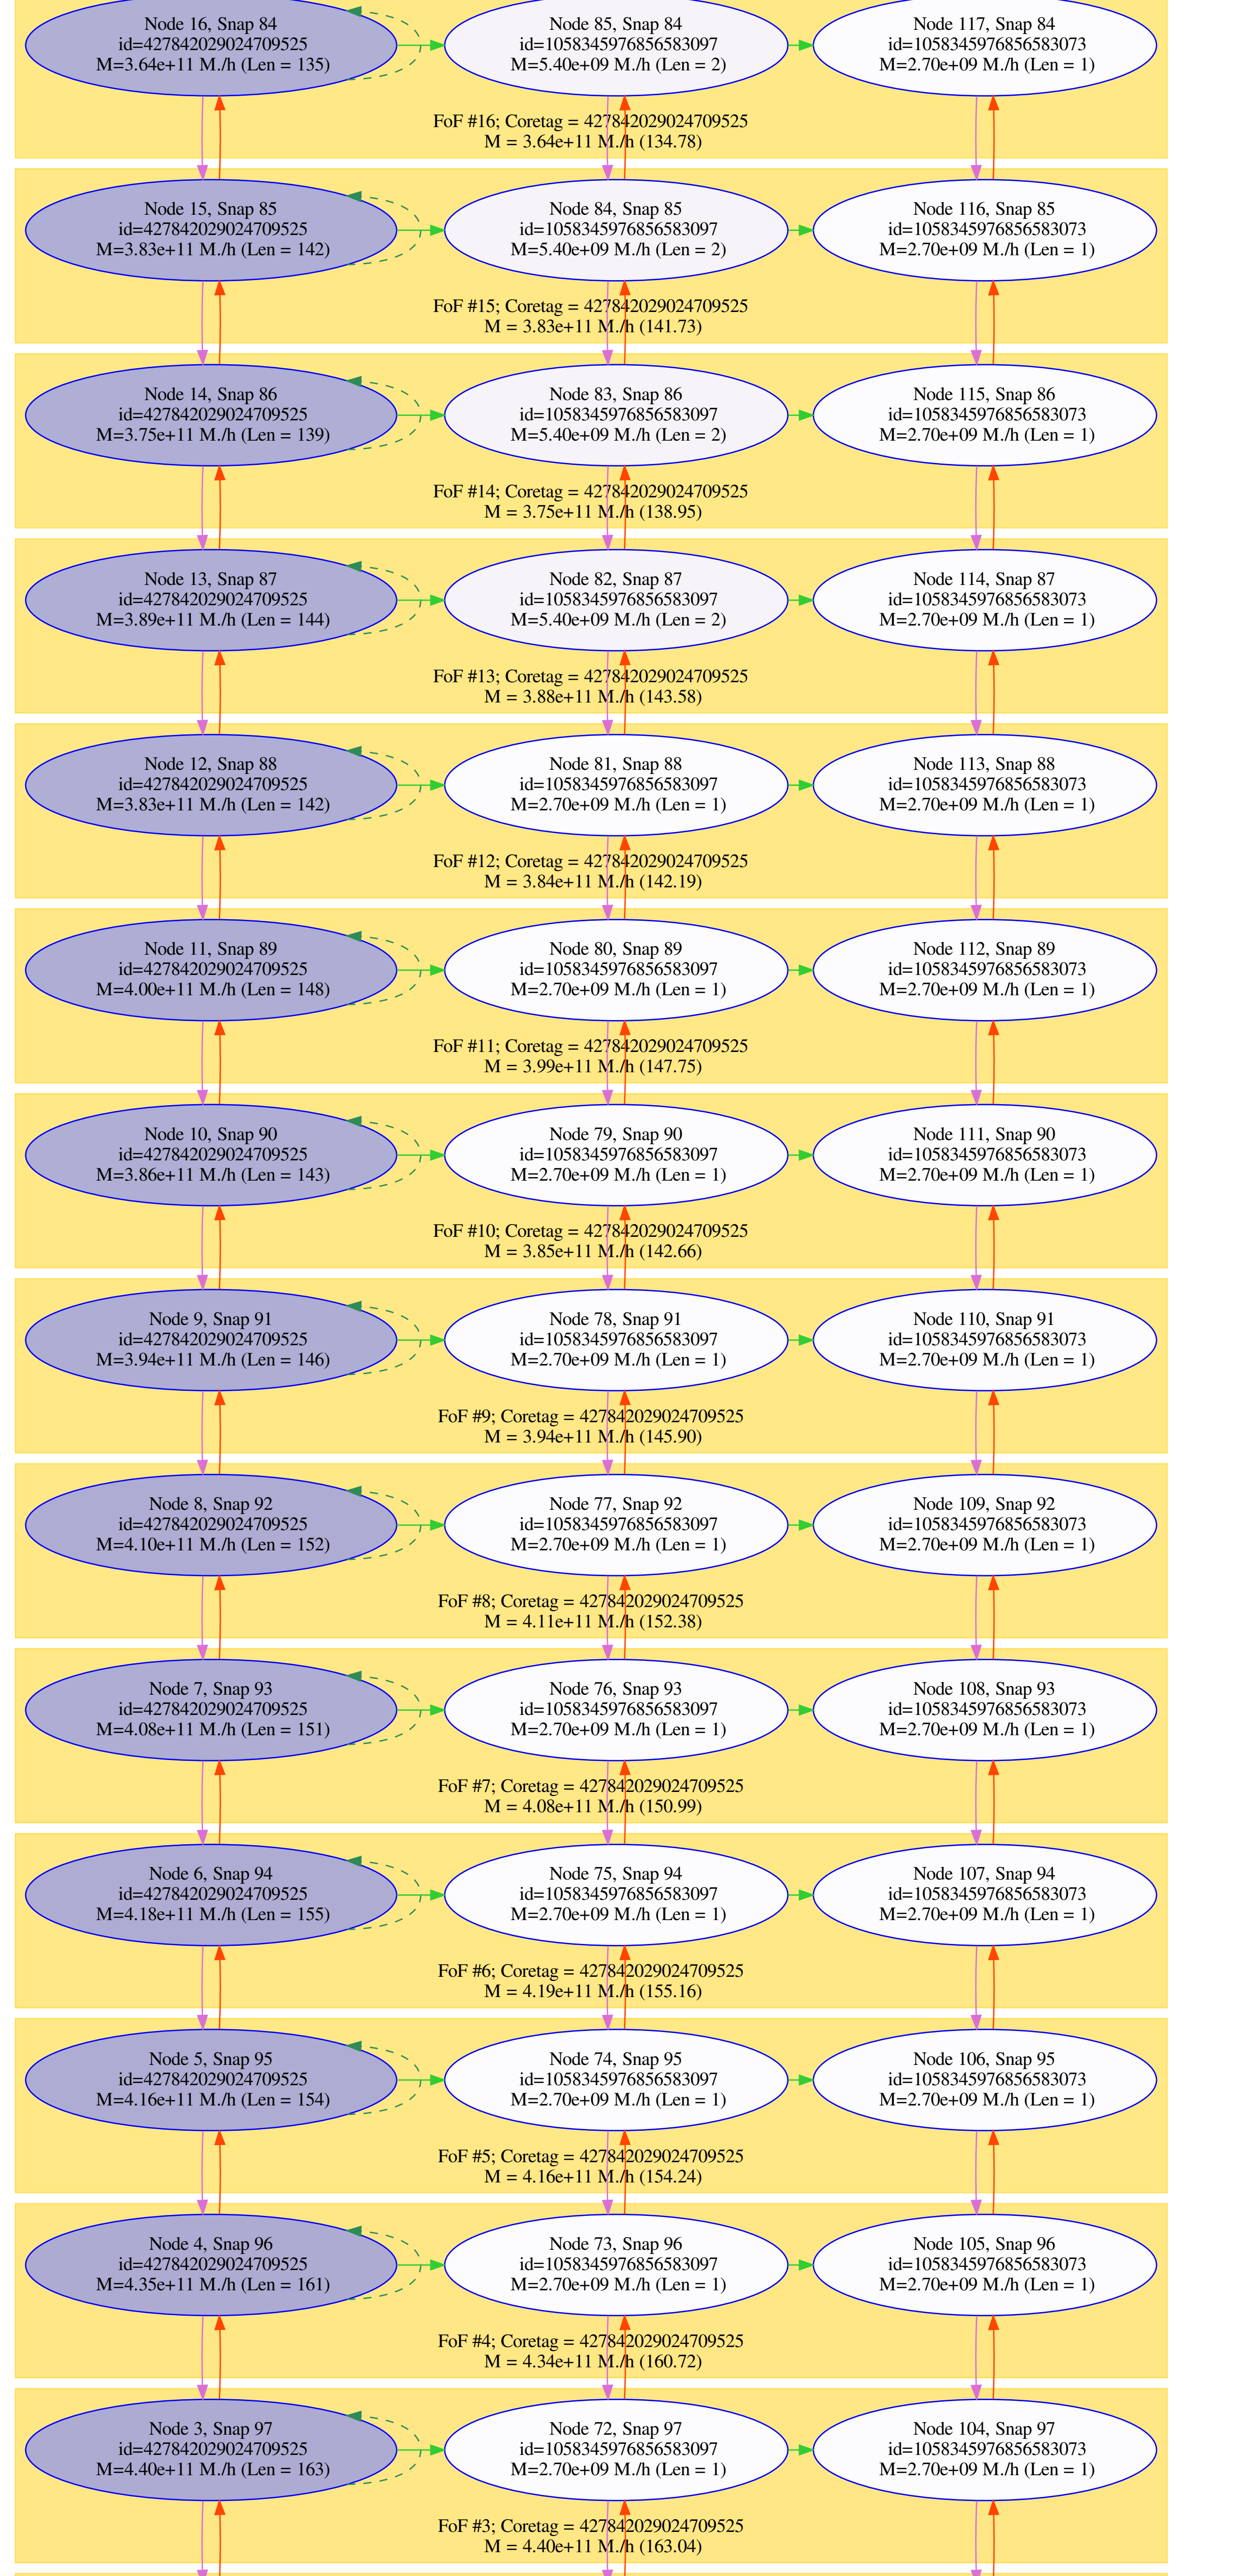 Node 16, Snap 84
id=427842029024709525
M=3.64e+11 M./h (Len = 135)
Node 85, Snap 84
id=1058345976856583097
M=5.40e+09 M./h (Len = 2)
Node 117, Snap 84
id=1058345976856583073
M=2.70e+09 M./h (Len = 1)
FoF #16; Coretag = 427842029024709525
M = 3.64e+11 M./h (134.78)
Node 15, Snap 85
id=427842029024709525
M=3.83e+11 M./h (Len = 142)
Node 84, Snap 85
id=1058345976856583097
M=5.40e+09 M./h (Len = 2)
Node 116, Snap 85
id=1058345976856583073
M=2.70e+09 M./h (Len = 1)
FoF #15; Coretag = 427842029024709525
M = 3.83e+11 M./h (141.73)
Node 14, Snap 86
id=427842029024709525
M=3.75e+11 M./h (Len = 139)
Node 83, Snap 86
id=1058345976856583097
M=5.40e+09 M./h (Len = 2)
Node 115, Snap 86
id=1058345976856583073
M=2.70e+09 M./h (Len = 1)
FoF #14; Coretag = 427842029024709525
M = 3.75e+11 M./h (138.95)
Node 13, Snap 87
id=427842029024709525
M=3.89e+11 M./h (Len = 144)
Node 82, Snap 87
id=1058345976856583097
M=5.40e+09 M./h (Len = 2)
Node 114, Snap 87
id=1058345976856583073
M=2.70e+09 M./h (Len = 1)
FoF #13; Coretag = 427842029024709525
M = 3.88e+11 M./h (143.58)
Node 12, Snap 88
id=427842029024709525
M=3.83e+11 M./h (Len = 142)
Node 81, Snap 88
id=1058345976856583097
M=2.70e+09 M./h (Len = 1)
Node 113, Snap 88
id=1058345976856583073
M=2.70e+09 M./h (Len = 1)
FoF #12; Coretag = 427842029024709525
M = 3.84e+11 M./h (142.19)
Node 11, Snap 89
id=427842029024709525
M=4.00e+11 M./h (Len = 148)
Node 80, Snap 89
id=1058345976856583097
M=2.70e+09 M./h (Len = 1)
Node 112, Snap 89
id=1058345976856583073
M=2.70e+09 M./h (Len = 1)
FoF #11; Coretag = 427842029024709525
M = 3.99e+11 M./h (147.75)
Node 10, Snap 90
id=427842029024709525
M=3.86e+11 M./h (Len = 143)
Node 79, Snap 90
id=1058345976856583097
M=2.70e+09 M./h (Len = 1)
Node 111, Snap 90
id=1058345976856583073
M=2.70e+09 M./h (Len = 1)
FoF #10; Coretag = 427842029024709525
M = 3.85e+11 M./h (142.66)
Node 9, Snap 91
id=427842029024709525
M=3.94e+11 M./h (Len = 146)
Node 78, Snap 91
id=1058345976856583097
M=2.70e+09 M./h (Len = 1)
Node 110, Snap 91
id=1058345976856583073
M=2.70e+09 M./h (Len = 1)
FoF #9; Coretag = 427842029024709525
M = 3.94e+11 M./h (145.90)
Node 8, Snap 92
id=427842029024709525
M=4.10e+11 M./h (Len = 152)
Node 77, Snap 92
id=1058345976856583097
M=2.70e+09 M./h (Len = 1)
Node 109, Snap 92
id=1058345976856583073
M=2.70e+09 M./h (Len = 1)
FoF #8; Coretag = 427842029024709525
M = 4.11e+11 M./h (152.38)
Node 7, Snap 93
id=427842029024709525
M=4.08e+11 M./h (Len = 151)
Node 76, Snap 93
id=1058345976856583097
M=2.70e+09 M./h (Len = 1)
Node 108, Snap 93
id=1058345976856583073
M=2.70e+09 M./h (Len = 1)
FoF #7; Coretag = 427842029024709525
M = 4.08e+11 M./h (150.99)
Node 6, Snap 94
id=427842029024709525
M=4.18e+11 M./h (Len = 155)
Node 75, Snap 94
id=1058345976856583097
M=2.70e+09 M./h (Len = 1)
Node 107, Snap 94
id=1058345976856583073
M=2.70e+09 M./h (Len = 1)
FoF #6; Coretag = 427842029024709525
M = 4.19e+11 M./h (155.16)
Node 5, Snap 95
id=427842029024709525
M=4.16e+11 M./h (Len = 154)
Node 74, Snap 95
id=1058345976856583097
M=2.70e+09 M./h (Len = 1)
Node 106, Snap 95
id=1058345976856583073
M=2.70e+09 M./h (Len = 1)
FoF #5; Coretag = 427842029024709525
M = 4.16e+11 M./h (154.24)
Node 4, Snap 96
id=427842029024709525
M=4.35e+11 M./h (Len = 161)
Node 73, Snap 96
id=1058345976856583097
M=2.70e+09 M./h (Len = 1)
Node 105, Snap 96
id=1058345976856583073
M=2.70e+09 M./h (Len = 1)
FoF #4; Coretag = 427842029024709525
M = 4.34e+11 M./h (160.72)
Node 3, Snap 97
id=427842029024709525
M=4.40e+11 M./h (Len = 163)
Node 72, Snap 97
id=1058345976856583097
M=2.70e+09 M./h (Len = 1)
Node 104, Snap 97
id=1058345976856583073
M=2.70e+09 M./h (Len = 1)
FoF #3; Coretag = 427842029024709525
M = 4.40e+11 M./h (163.04)